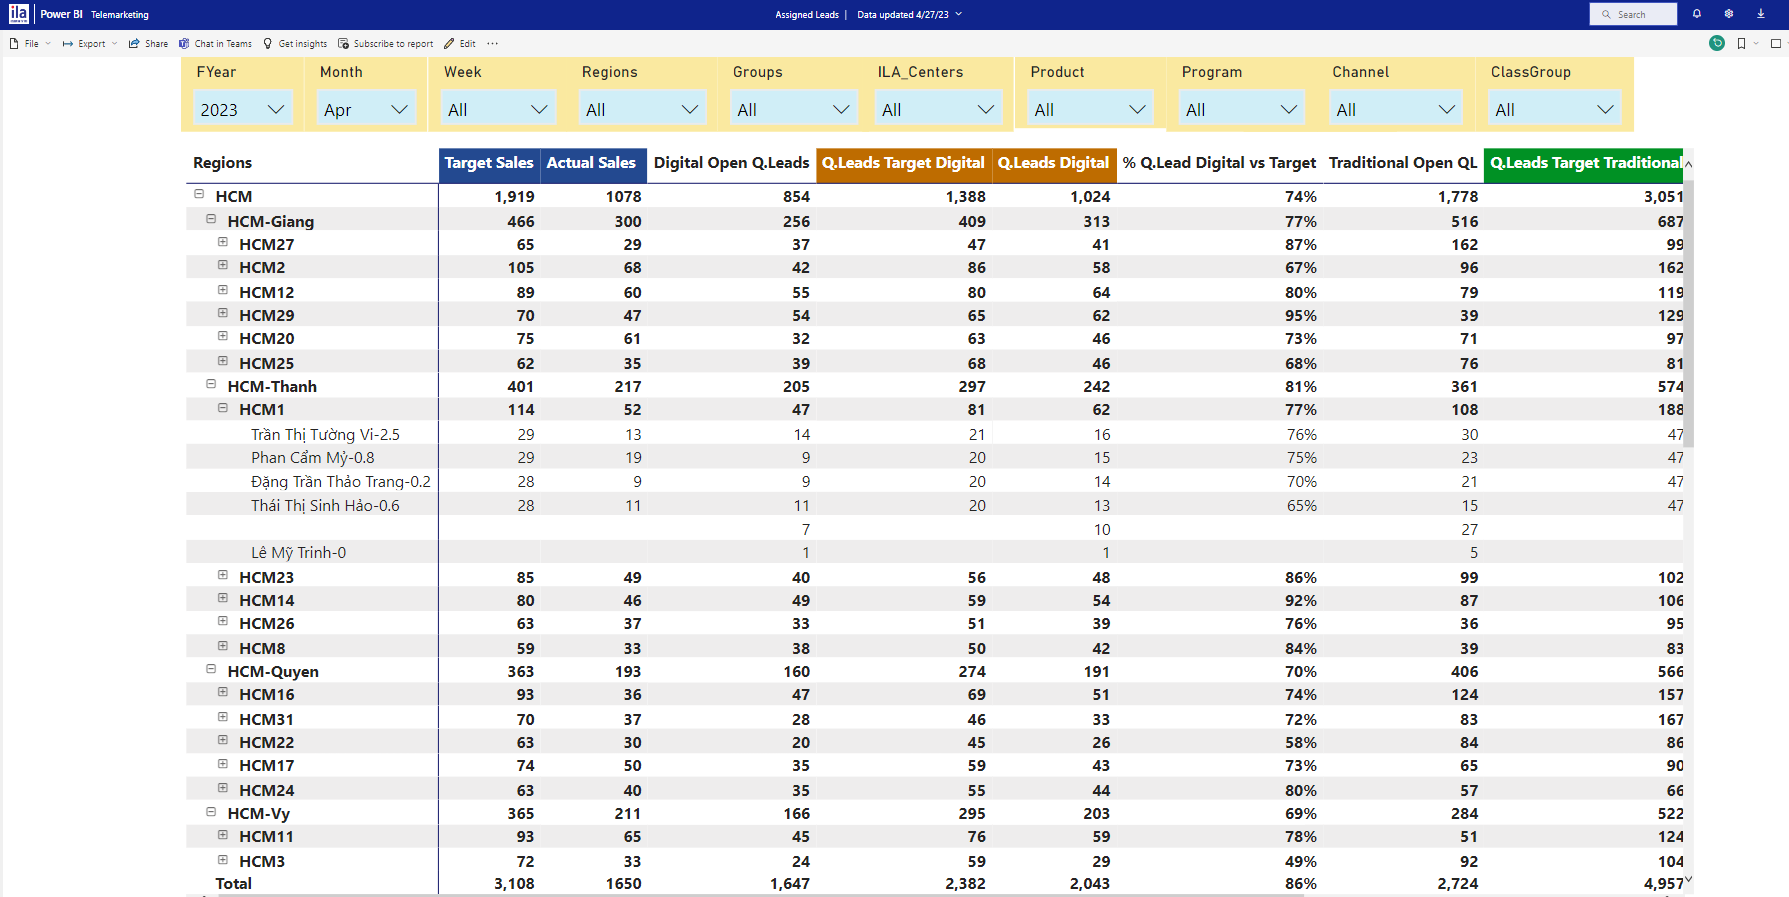 ila Power BI Telemarketing Assigned Leads | Data updated 4/27/23 Search
File Export Share Chat in Teams Get insights Subscribe to report Edit ...
FYear Month Week Regions Groups ILA_Centers Product Program Channel ClassGroup
2023 Apr All All All All All All All All
Regions Target Sales Actual Sales Digital Open Q.Leads Q.Leads Target Digital Q.Leads Digital % Q.Lead Digital vs Target Traditional Open QL Q.Leads Target Traditional
HCM 1,919 1078 854 1,388 1,024 74% 1,778 3,051
HCM-Giang 466 300 256 409 313 77% 516 687
HCM27 65 29 37 47 41 87% 162 99
HCM2 105 68 42 86 58 67% 96 162
HCM12 89 60 55 80 64 80% 79 119
HCM29 70 47 54 65 62 95% 39 129
HCM20 75 61 32 63 46 73% 71 97
HCM25 62 35 39 68 46 68% 76 81
HCM-Thanh 401 217 205 297 242 81% 361 574
HCM1 114 52 47 81 62 77% 108 188
Trần Thị Tường Vi-2.5 29 13 14 21 16 76% 30 47
Phan Cẩm Mỷ-0.8 29 19 9 20 15 75% 23 47
Đặng Trần Thảo Trang-0.2 28 9 9 20 14 70% 21 47
Thái Thị Sinh Hảo-0.6 28 11 11 20 13 65% 15 47
7 10 27
Lê Mỹ Trinh-0 1 1 5
HCM23 85 49 40 56 48 86% 99 102
HCM14 80 46 49 59 54 92% 87 106
HCM26 63 37 33 51 39 76% 36 95
HCM8 59 33 38 50 42 84% 39 83
HCM-Quyen 363 193 160 274 191 70% 406 566
HCM16 93 36 47 69 51 74% 124 157
HCM31 70 37 28 46 33 72% 83 167
HCM22 63 30 20 45 26 58% 84 86
HCM17 74 50 35 59 43 73% 65 90
HCM24 63 40 35 55 44 80% 57 66
HCM-Vy 365 211 166 295 203 69% 284 522
HCM11 93 65 45 76 59 78% 51 124
HCM3 72 33 24 59 29 49% 92 104
Total 3,108 1650 1,647 2,382 2,043 86% 2,724 4,957